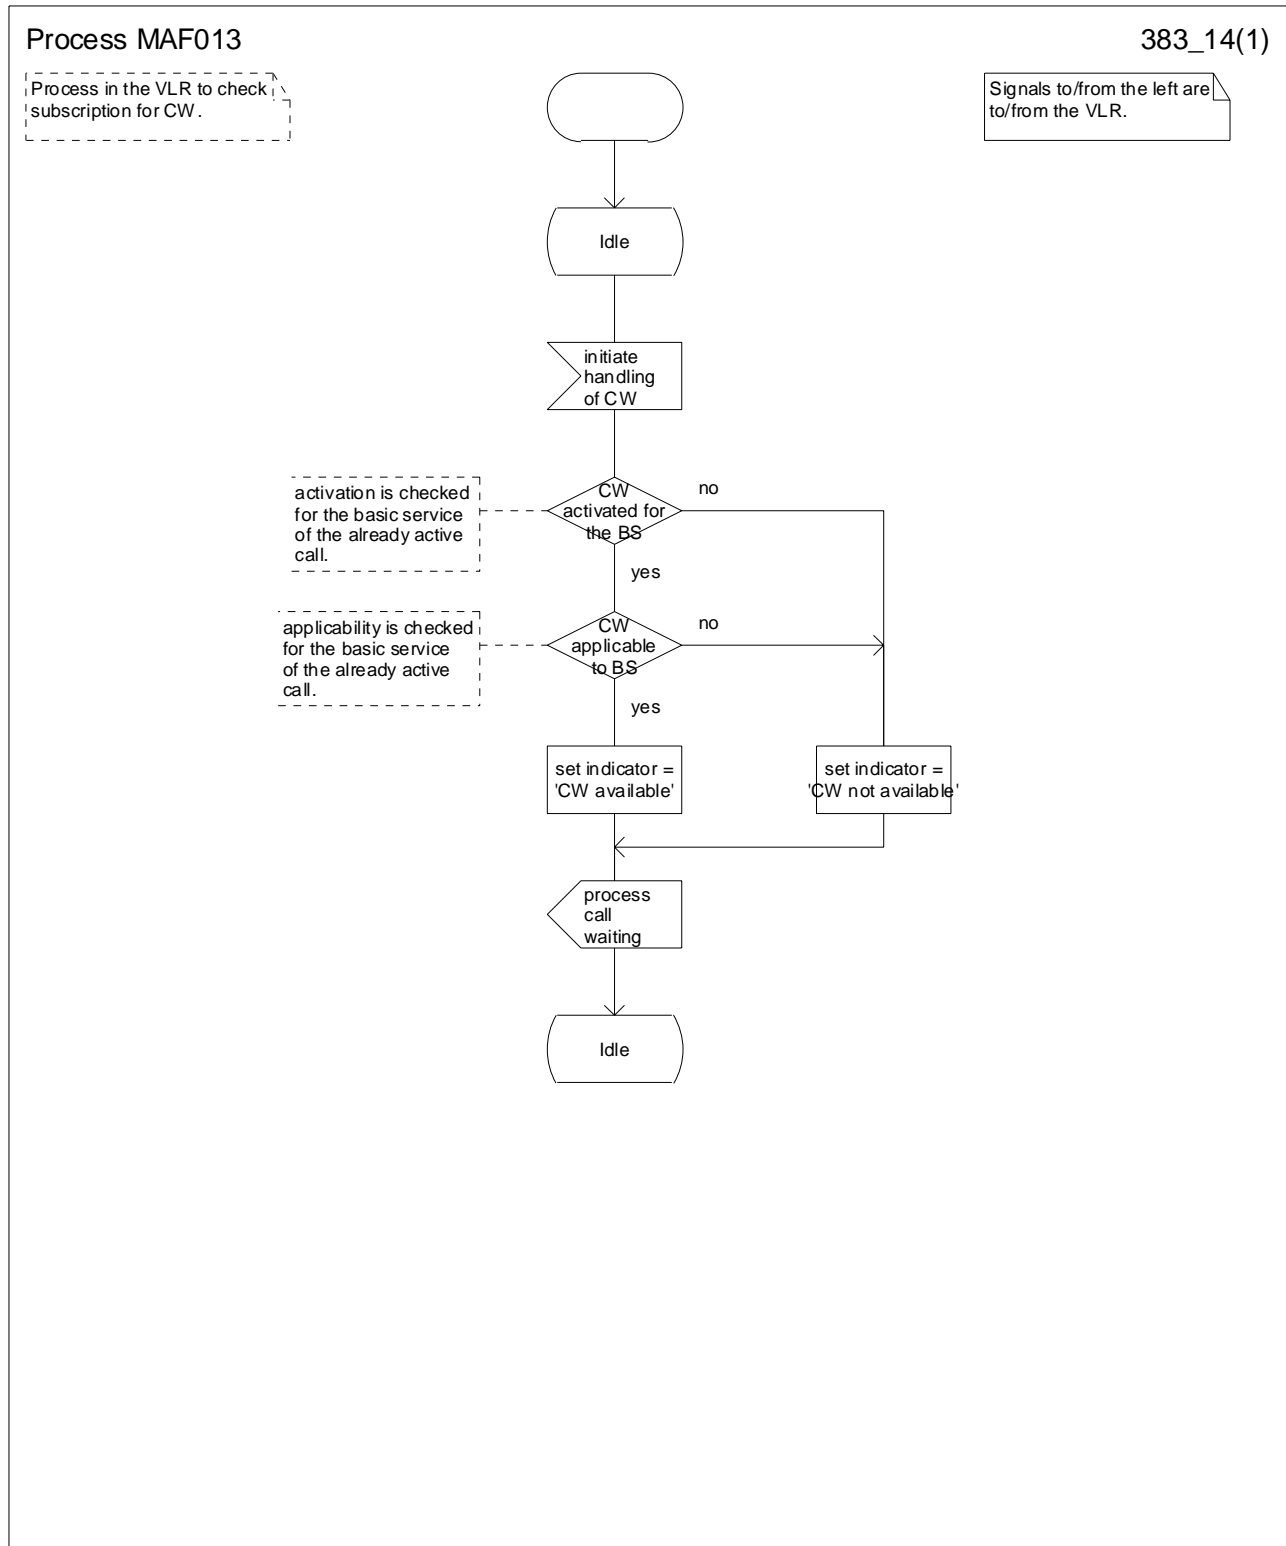 Process MAF013
383_14(1)
Process in the VLR to check
subscription for CW.
Signals to/from the left are
to/from the VLR.
Idle
initiate
handling
of CW
activation is checked
for the basic service
of the already active
call.
CW
activated for
the BS
no
yes
applicability is checked
for the basic service
of the already active
call.
CW
applicable
to BS
no
yes
set indicator =
'CW available'
set indicator =
'CW not available'
process
call
waiting
Idle